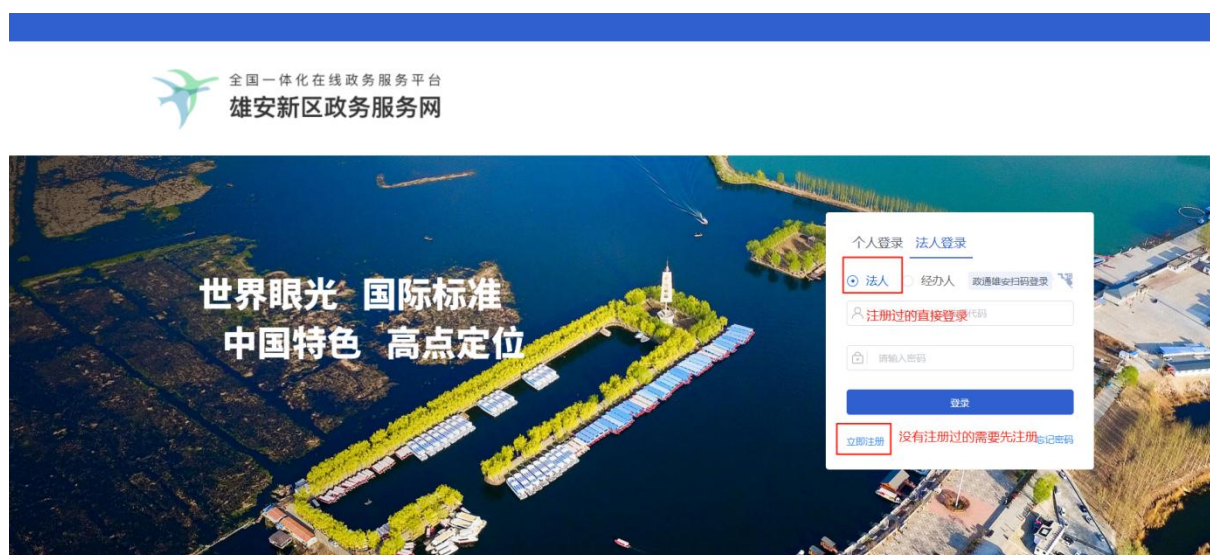 全国一体化在线政务服务平台
雄安新区政务服务网
世界眼光 国际标准
中国特色 高点定位
个人登录 法人登录
法人 经办人 政通雄安扫码登录
注册过的直接登录代码
请输入密码
登录
立即注册 没有注册过的需要先注册忘记密码